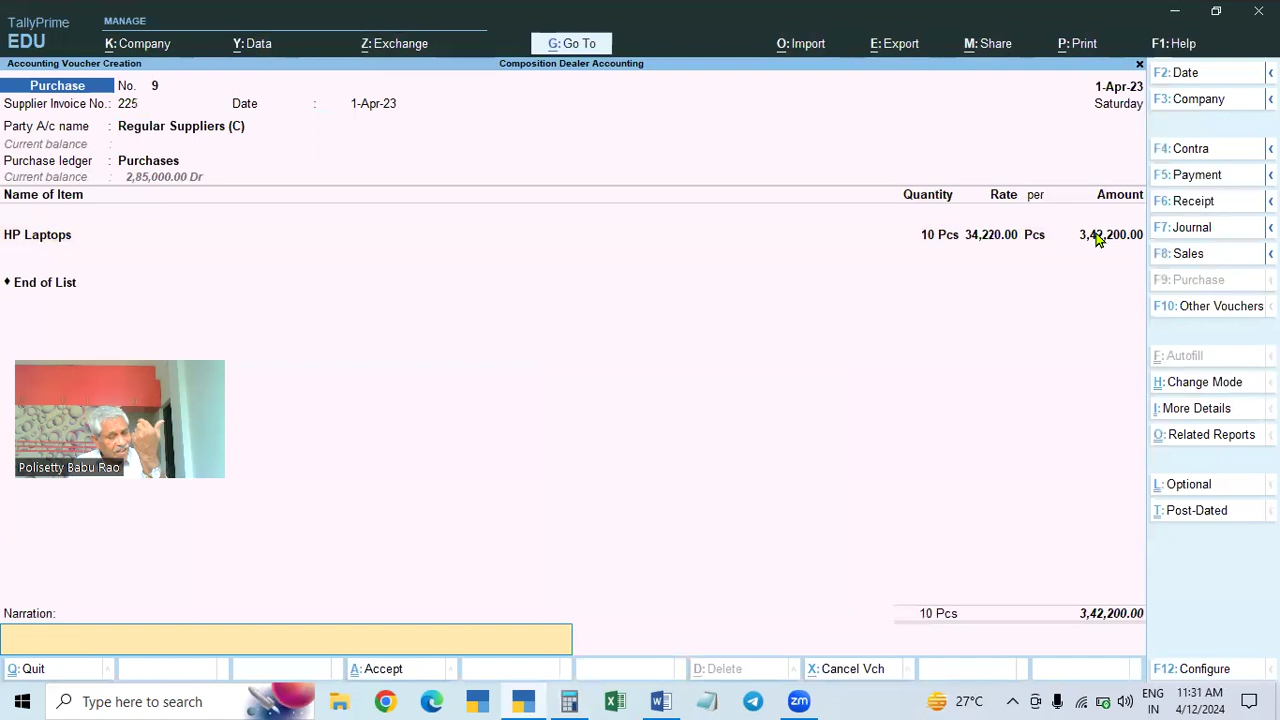 TallyPrime
EDU
MANAGE
K: Company
Y: Data
Z: Exchange
G: Go To
O: Import
E: Export
M: Share
P: Print
F1: Help
Accounting Voucher Creation
Composition Dealer Accounting
Purchase No. 9
1-Apr-23
Supplier Invoice No.: 225 Date : 1-Apr-23
Saturday
Party A/c name : Regular Suppliers (C)
Current balance :
Purchase ledger : Purchases
Current balance : 2,85,000.00 Dr
Name of Item Quantity Rate per Amount
HP Laptops 10 Pcs 34,220.00 Pcs 3,42,200.00
♦ End of List
Polisetty Babu Rao
Narration:
10 Pcs 3,42,200.00
F2: Date
F3: Company
F4: Contra
F5: Payment
F6: Receipt
F7: Journal
F8: Sales
F9: Purchase
F10: Other Vouchers
F: Autofill
H: Change Mode
I: More Details
O: Related Reports
L: Optional
T: Post-Dated
Q: Quit
A: Accept
D: Delete
X: Cancel Vch
F12: Configure
Type here to search
27°C
ENG
IN
11:31 AM
4/12/2024
zm